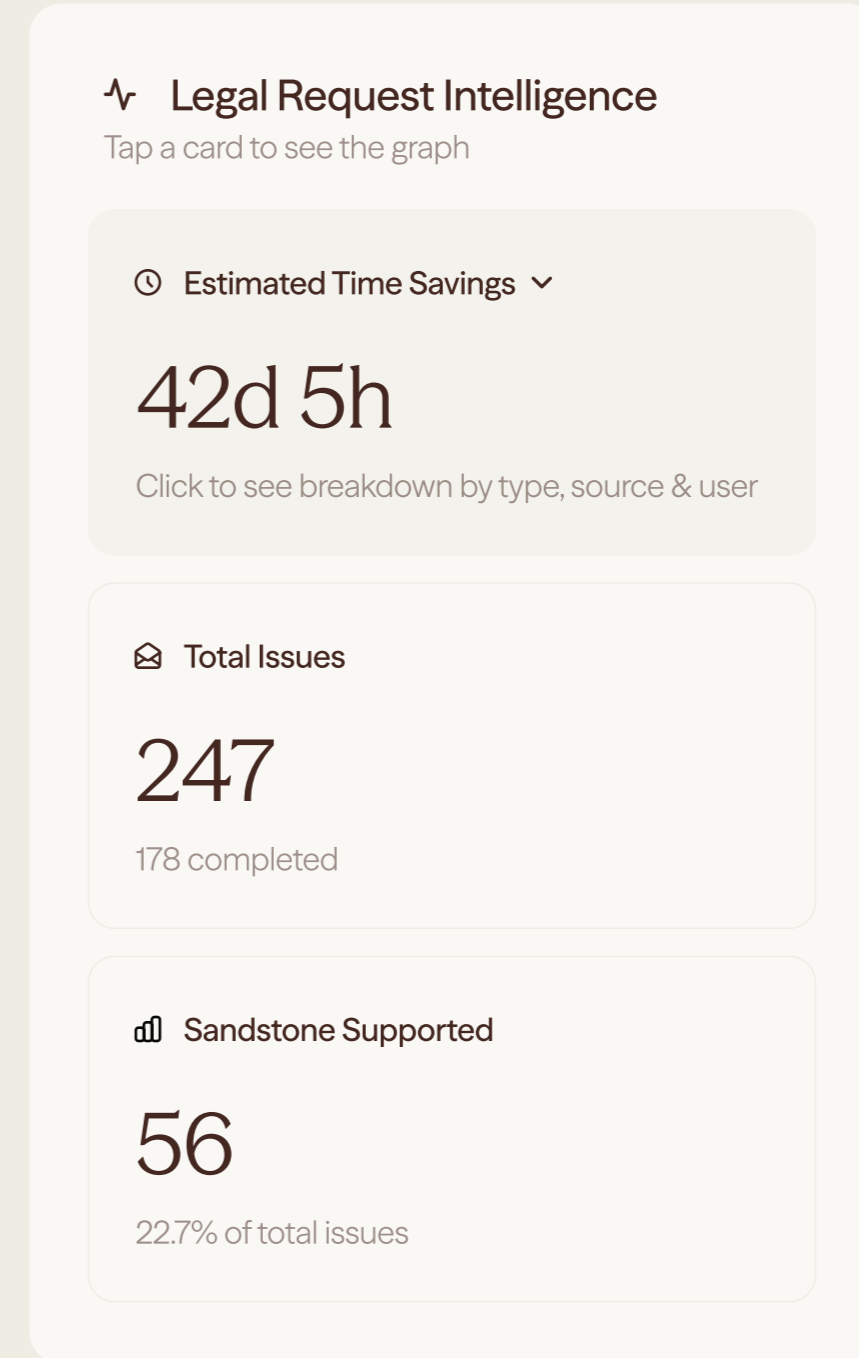 Legal Request Intelligence
Tap a card to see the graph
Estimated Time Savings
42d 5h
Click to see breakdown by type, source & user
Total Issues
247
178 completed
Sandstone Supported
56
22.7% of total issues